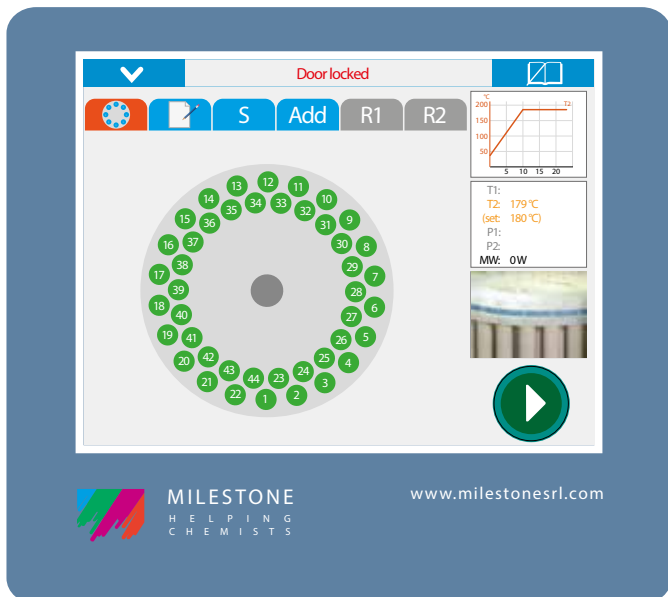 Door locked
S Add R1 R2
°C
200
150
100
50
T2
5 10 15 20
T1:
T2: 179 °C
(set: 180 °C)
P1:
P2:
MW: 0 W
12
13 11
14 10
34 33
35 32
15 9
36 31
16 37 30 8
38 29
17 7
39 28
18 6
40 27
19 41 26 5
20 42 25 4
43 24
44 23
21 3
22 2
1
MILESTONE
HELPING
CHEMISTS
www.milestonesrl.com